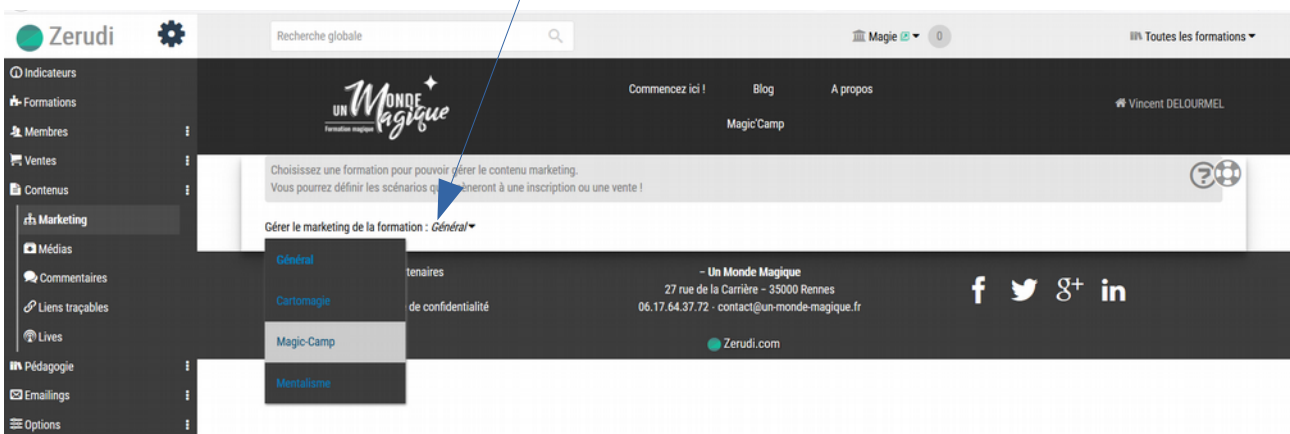 Zerudi
Recherche globale
Magie
0
Toutes les formations
Indicateurs
Formations
Membres
Ventes
Contenus
Marketing
Médias
Commentaires
Liens traçables
Lives
Pédagogie
Emailings
Options
UN MONDE
Magique
Formation magique
Commencez ici !
Blog
A propos
Magic'Camp
Vincent DELOURMEL
Choisissez une formation pour pouvoir gérer le contenu marketing.
Vous pourrez définir les scénarios qui mèneront à une inscription ou une vente !
Gérer le marketing de la formation : Général
Général
Cartomagie
Magic-Camp
Mentalisme
tenaires
de confidentialité
– Un Monde Magique
27 rue de la Carrière – 35000 Rennes
06.17.64.37.72 - contact@un-monde-magique.fr
Zerudi.com
f
g+
in